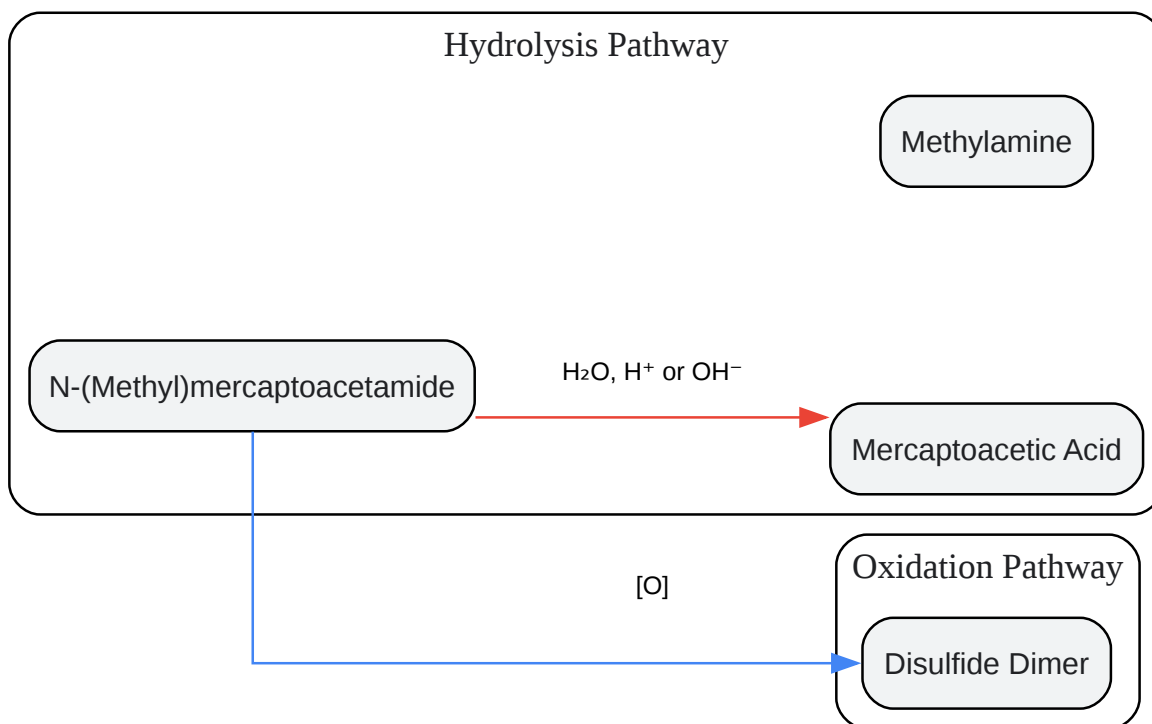 Hydrolysis Pathway
Methylamine
N-(Methyl)mercaptoacetamide
H₂O, H⁺ or OH⁻
Mercaptoacetic Acid
Oxidation Pathway
[O]
Disulfide Dimer